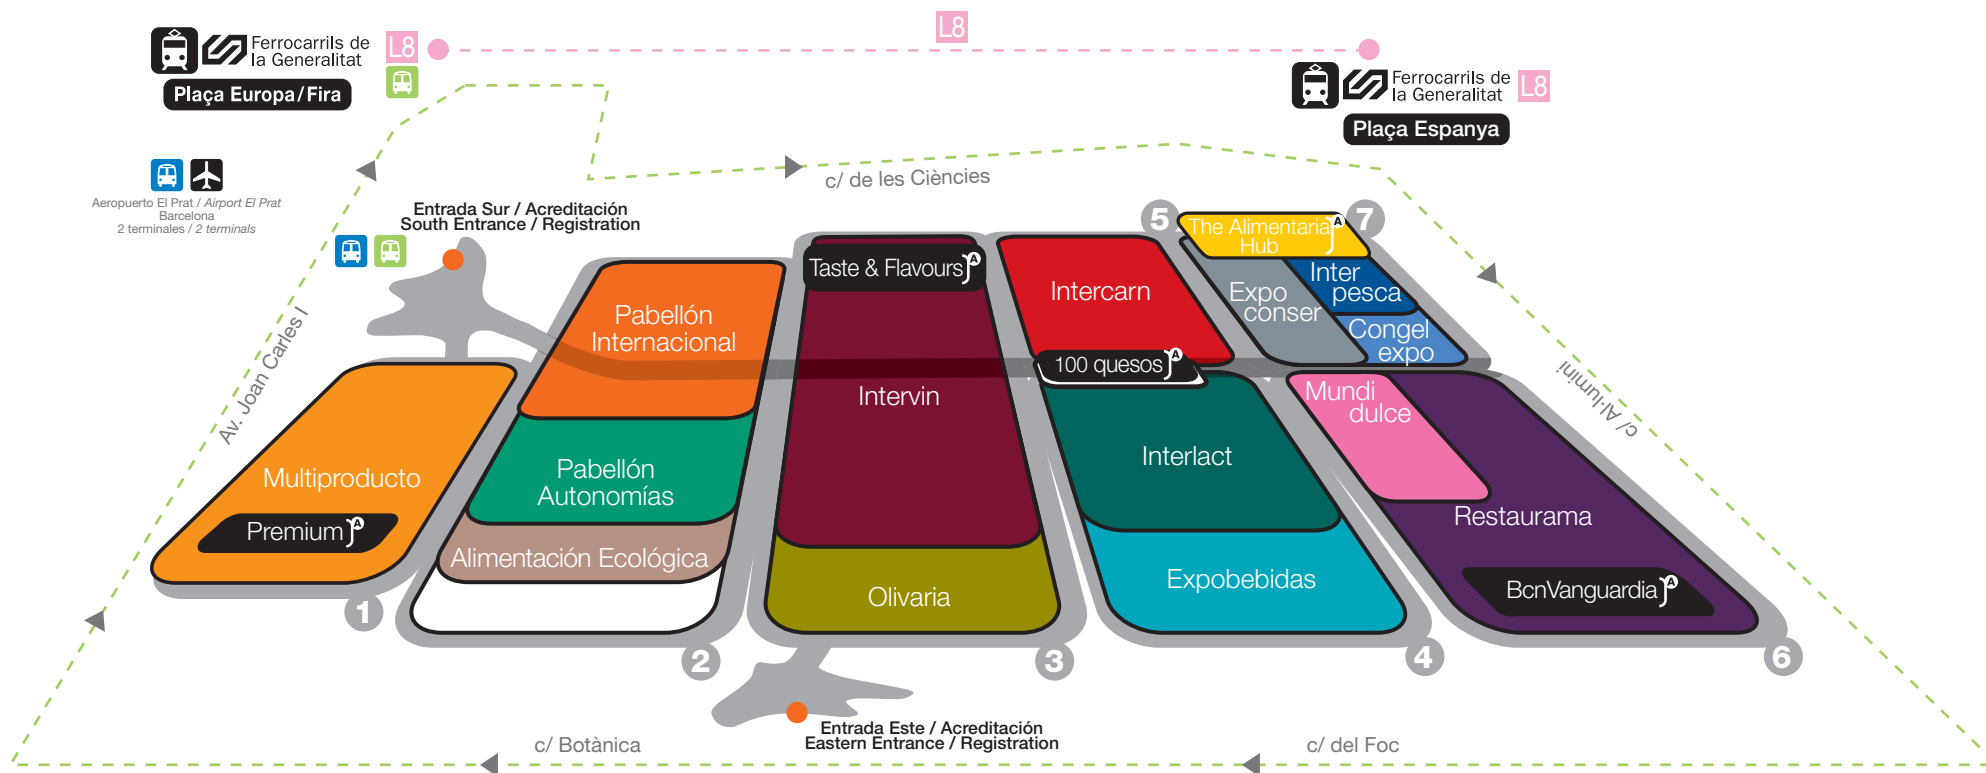 L8
Ferrocarrils de
la Generalitat
L8
Plaça Europa/Fira
Ferrocarrils de
la Generalitat
L8
Plaça Espanya
Aeropuerto El Prat / Airport El Prat
Barcelona
2 terminales / 2 terminals
c/ de les Ciències
Entrada Sur / Acreditación
South Entrance / Registration
Av. Joan Carles I
c/ Al·lumini
5
The Alimentaria
Hub
A
7
Taste & Flavours
A
Intercarn
Expo
conser
Inter
pesca
Congel
expo
Pabellón
Internacional
100 quesos
A
Intervin
Mundi
dulce
Multiproducto
Premium
A
Pabellón
Autonomías
Interlact
Restaurama
Alimentación Ecológica
Olivaria
Expobebidas
BcnVanguardia
A
1
2
3
4
6
Entrada Este / Acreditación
Eastern Entrance / Registration
c/ Botànica
c/ del Foc